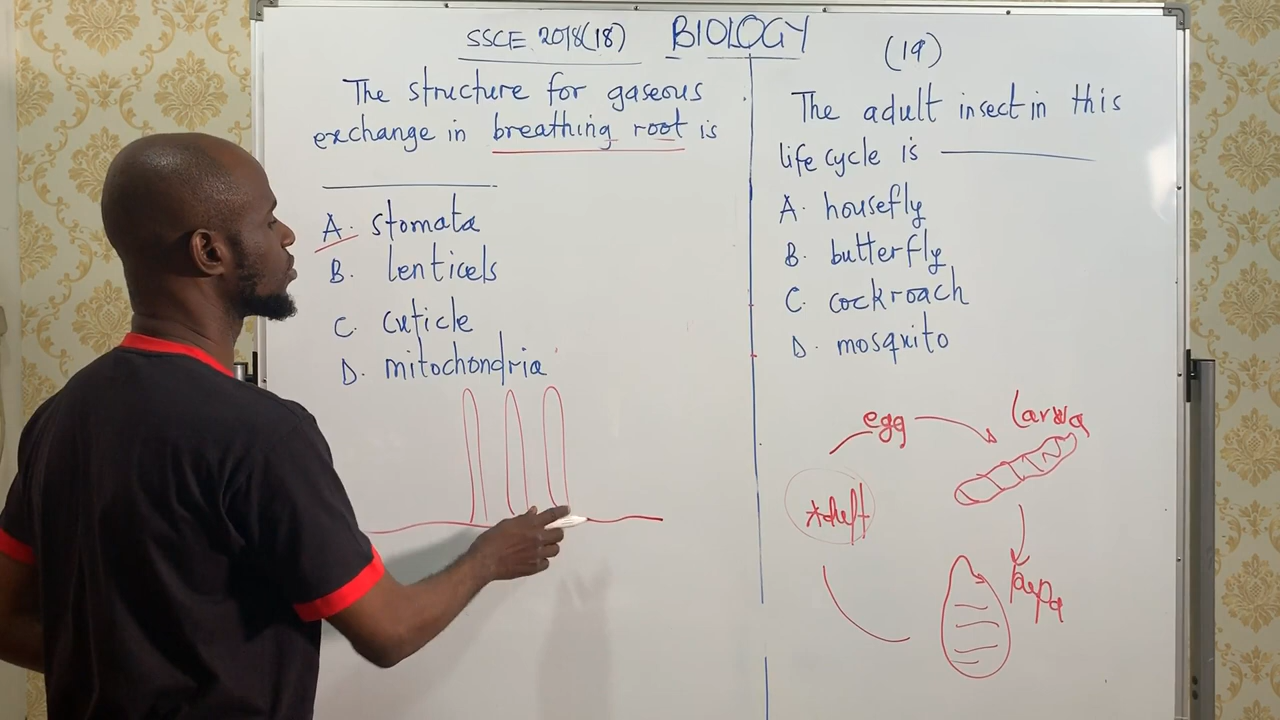 SSCE 2018(18) BIOLOGY
The structure for gaseous
exchange in breathing root is
A. stomata
B. lenticels
C. cuticle
D. mitochondria
(19)
The adult insect in this
life cycle is
A. housefly
B. butterfly
C. cockroach
D. mosquito
egg
larva
pupa
Adult